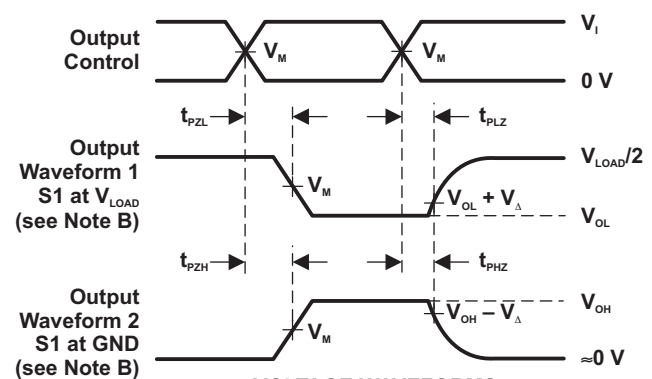 Output
Control
V_M
V_M
V_I
0 V
t_PZL
t_PLZ
Output
Waveform 1
S1 at V_LOAD
(see Note B)
V_M
V_OL + V_Δ
V_LOAD/2
V_OL
t_PZH
t_PHZ
Output
Waveform 2
S1 at GND
(see Note B)
V_M
V_OH – V_Δ
V_OH
≈0 V